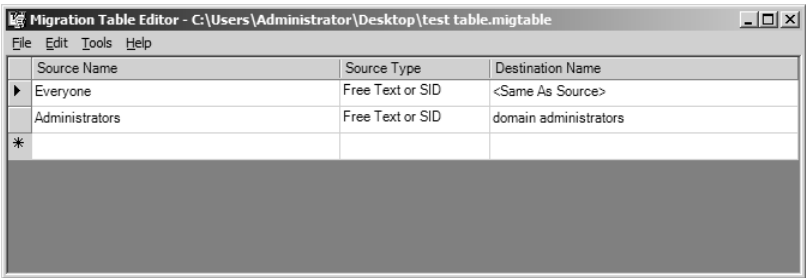 Migration Table Editor - C:\Users\Administrator\Desktop\test table.migtable
File Edit Tools Help
Source Name Source Type Destination Name
Everyone Free Text or SID <Same As Source>
Administrators Free Text or SID domain administrators